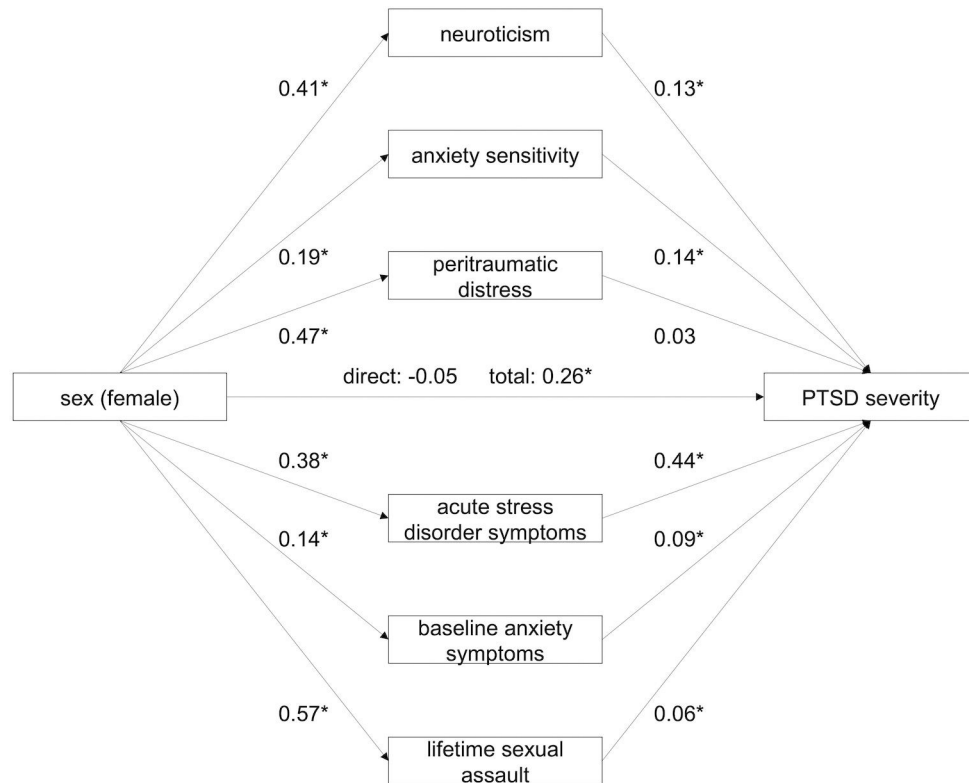 neuroticism
0.41*
0.13*
anxiety sensitivity
0.19*
0.14*
peritraumatic
distress
0.47*
0.03
direct: -0.05 total: 0.26*
sex (female)
PTSD severity
0.38*
0.44*
acute stress
disorder symptoms
0.14*
0.09*
baseline anxiety
symptoms
0.57*
0.06*
lifetime sexual
assault